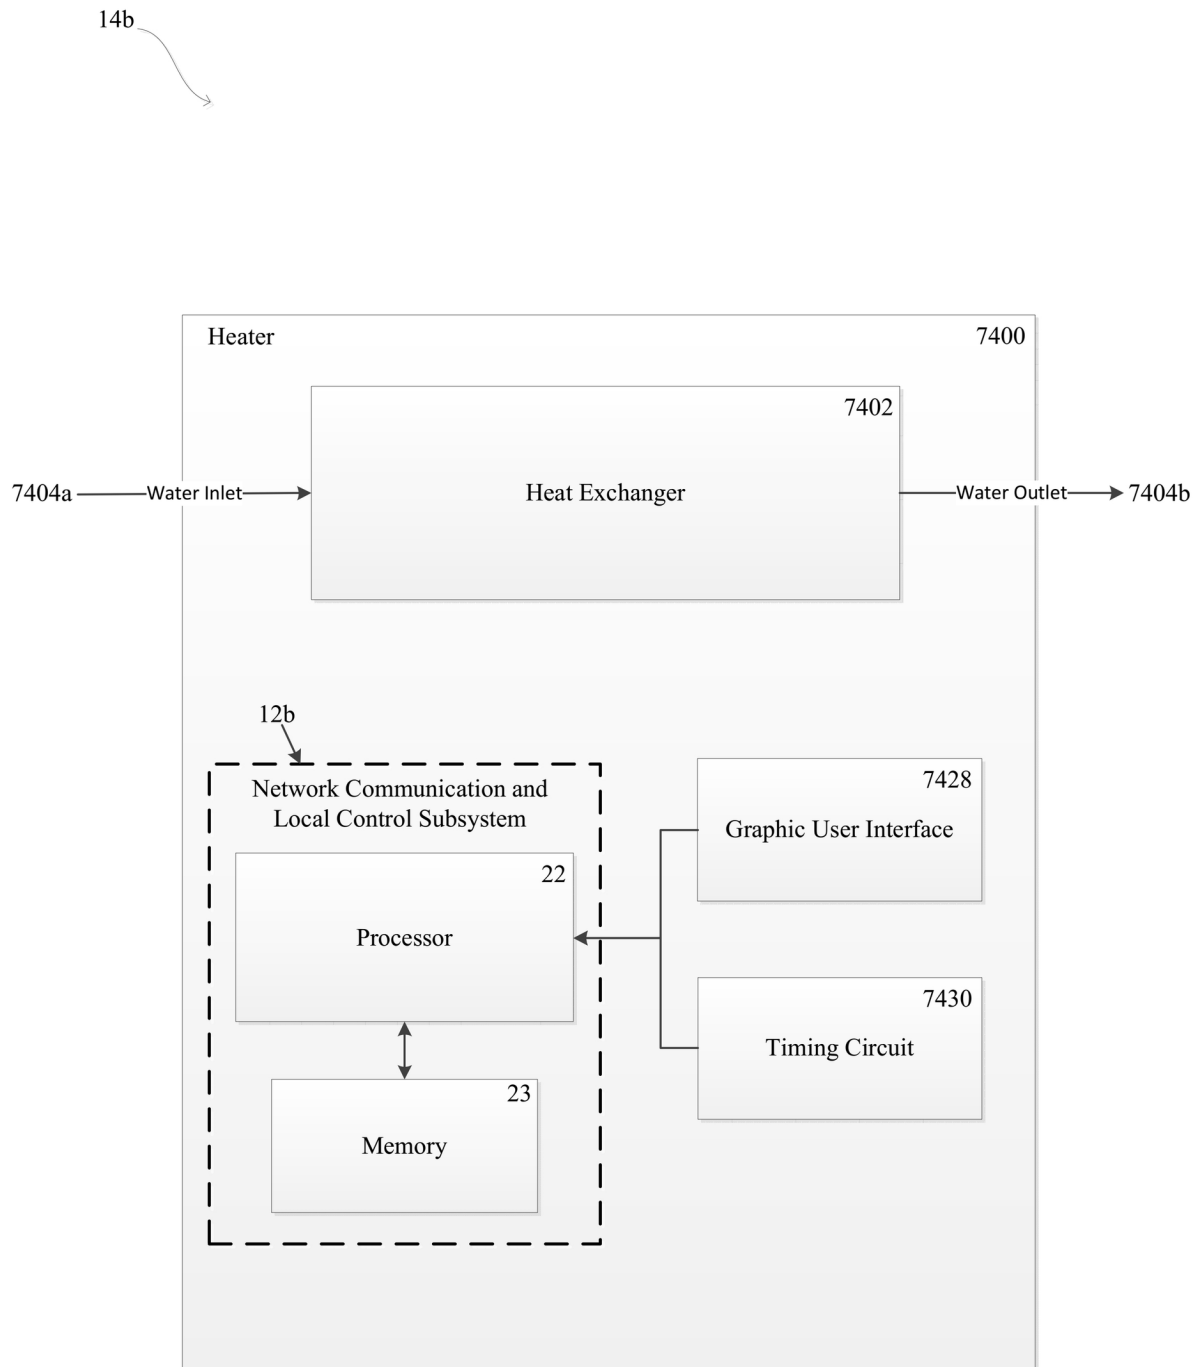 14b
Heater
7400
7402
7404a
Water Inlet
Heat Exchanger
Water Outlet
7404b
12b
Network Communication and
Local Control Subsystem
7428
Graphic User Interface
22
Processor
7430
Timing Circuit
23
Memory